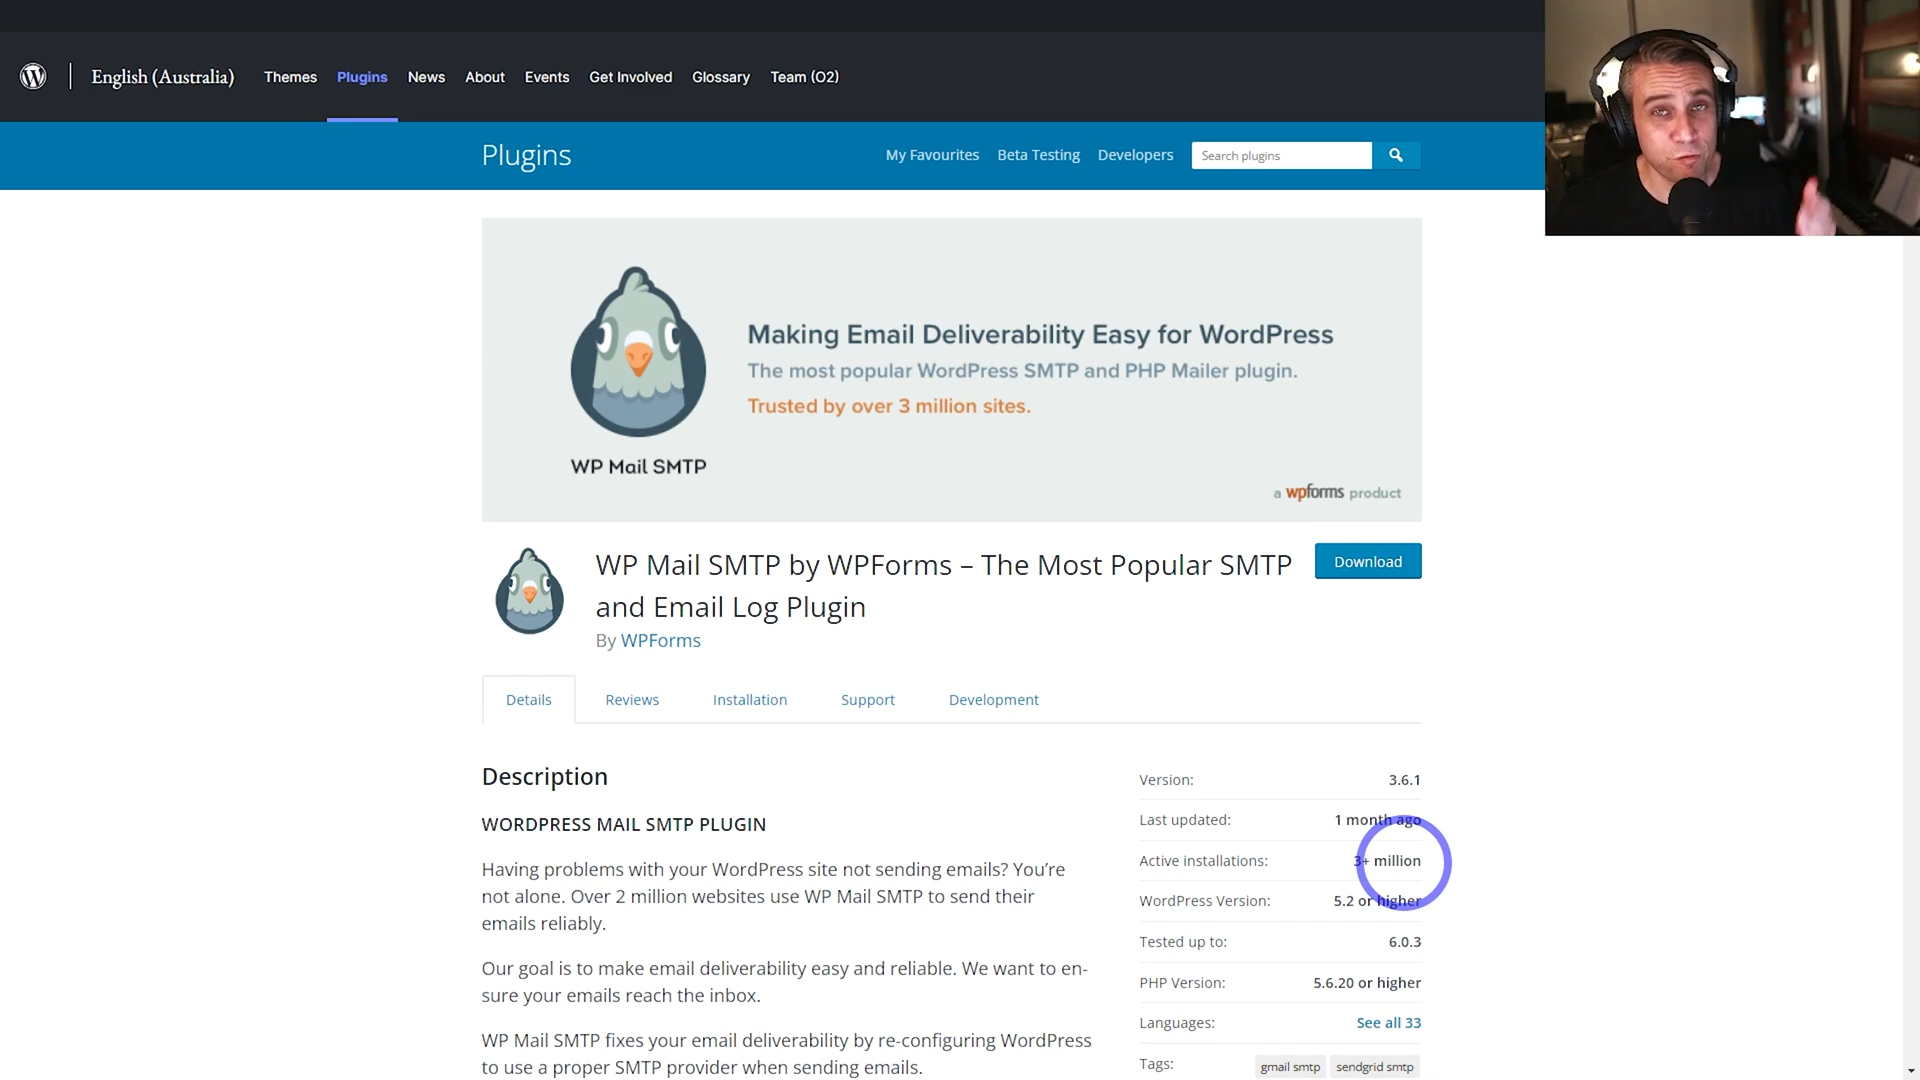 English (Australia) Themes Plugins News About Events Get Involved Glossary Team (O2)
Plugins My Favourites Beta Testing Developers Search plugins
Making Email Deliverability Easy for WordPress
The most popular WordPress SMTP and PHP Mailer plugin.
Trusted by over 3 million sites.
WP Mail SMTP
a wpforms product
WP Mail SMTP by WPForms – The Most Popular SMTP
and Email Log Plugin
Download
By WPForms
Details Reviews Installation Support Development
Description
WORDPRESS MAIL SMTP PLUGIN
Having problems with your WordPress site not sending emails? You’re
not alone. Over 2 million websites use WP Mail SMTP to send their
emails reliably.
Our goal is to make email deliverability easy and reliable. We want to en-
sure your emails reach the inbox.
WP Mail SMTP fixes your email deliverability by re-configuring WordPress
to use a proper SMTP provider when sending emails.
Version: 3.6.1
Last updated: 1 month ago
Active installations: 3+ million
WordPress Version: 5.2 or higher
Tested up to: 6.0.3
PHP Version: 5.6.20 or higher
Languages: See all 33
Tags: gmail smtp sendgrid smtp